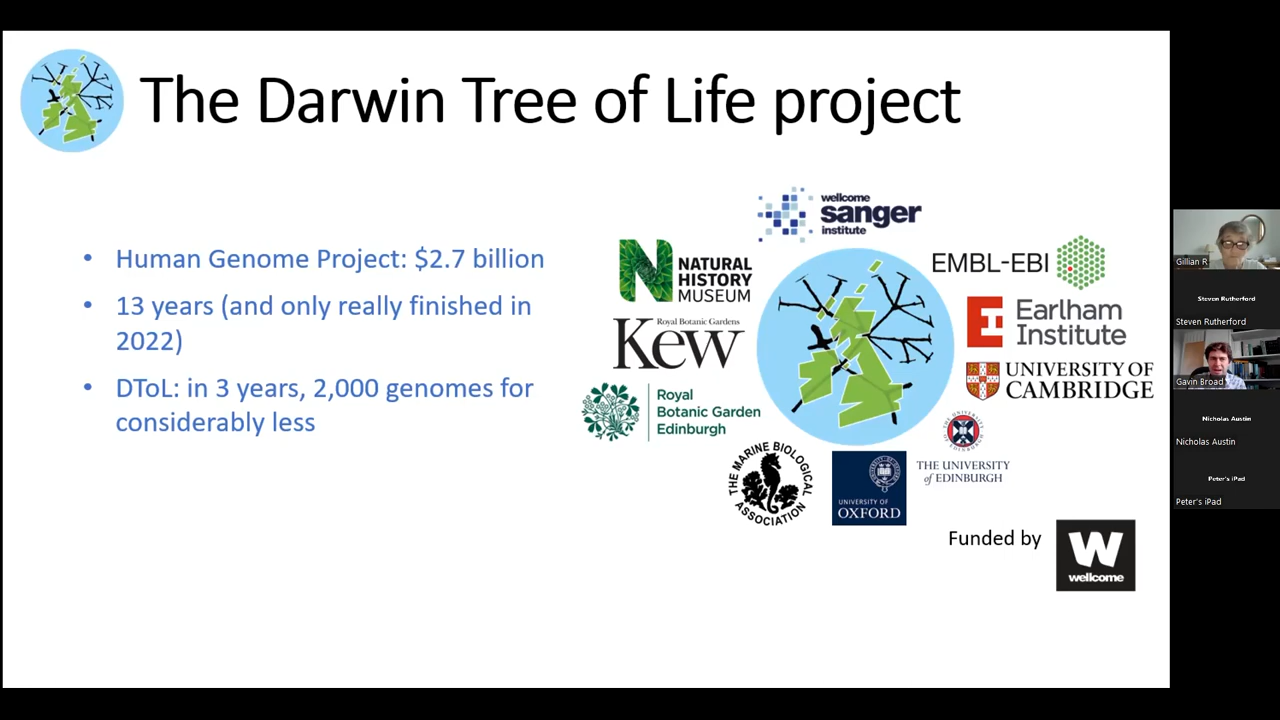 The Darwin Tree of Life project
• Human Genome Project: $2.7 billion
• 13 years (and only really finished in
2022)
• DToL: in 3 years, 2,000 genomes for
considerably less
wellcome
sanger
institute
NATURAL
HISTORY
MUSEUM
EMBL-EBI
Earlham
Institute
Royal Botanic Gardens
Kew
UNIVERSITY OF
CAMBRIDGE
Royal
Botanic Garden
Edinburgh
THE UNIVERSITY OF EDINBURGH
THE UNIVERSITY
of EDINBURGH
THE MARINE BIOLOGICAL
ASSOCIATION
UNIVERSITY OF
OXFORD
Funded by
W
wellcome
Gillian R
Steven Rutherford
Steven Rutherford
Gavin Broad
Nicholas Austin
Nicholas Austin
Peter's iPad
Peter's iPad